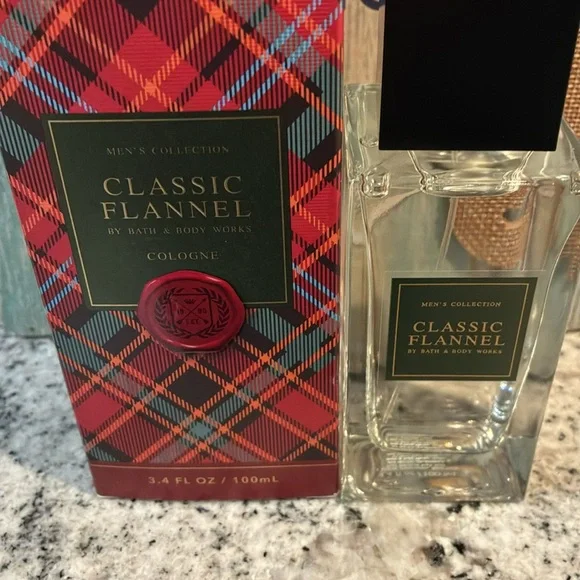 MEN'S COLLECTION
CLASSIC
FLANNEL
BY BATH & BODY WORKS
COLOGNE
3.4 FL OZ / 100mL
MEN'S COLLECTION
CLASSIC
FLANNEL
BY BATH & BODY WORKS